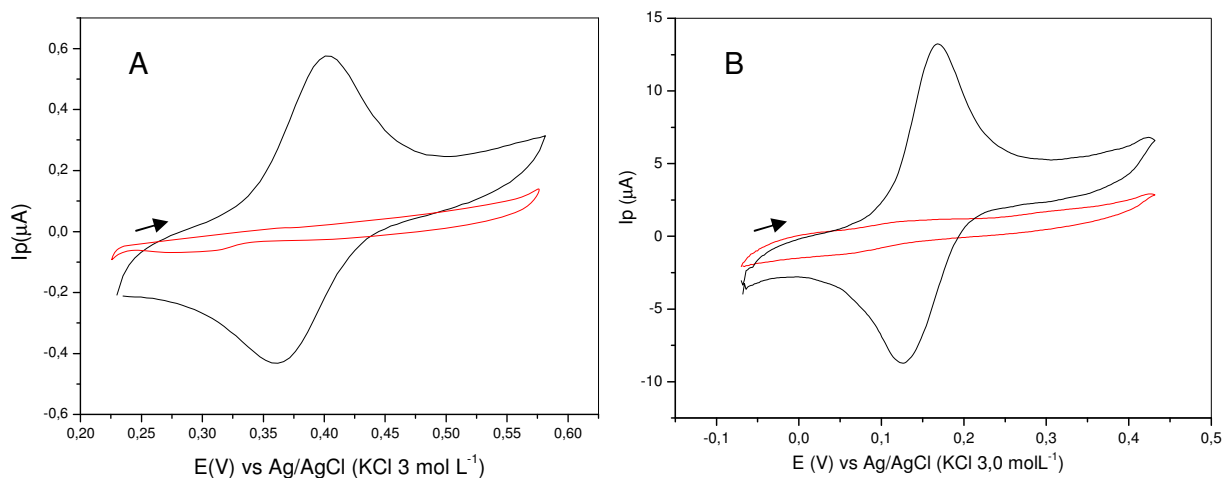 A
0,6
0,4
0,2
0,0
-0,2
-0,4
-0,6
Ip(μA)
0,20 0,25 0,30 0,35 0,40 0,45 0,50 0,55 0,60
E(V) vs Ag/AgCl (KCl 3 mol L⁻¹)
B
15
10
5
0
-5
-10
Ip (μA)
-0,1 0,0 0,1 0,2 0,3 0,4 0,5
E (V) vs Ag/AgCl (KCl 3,0 molL⁻¹)